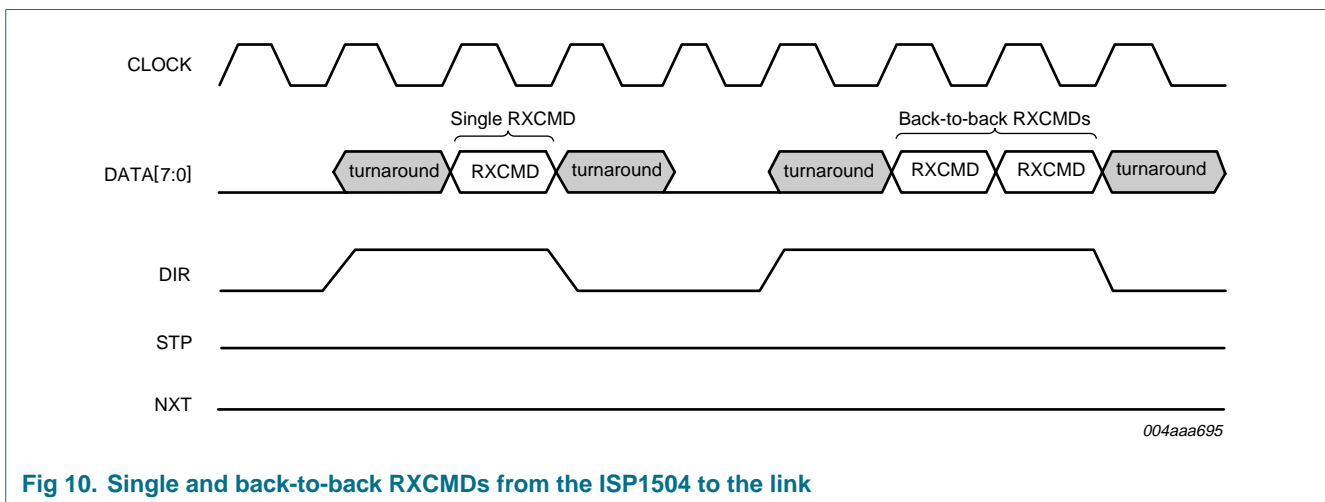 CLOCK
Single RXCMD
Back-to-back RXCMDs
DATA[7:0]
turnaround
RXCMD
turnaround
turnaround
RXCMD
RXCMD
turnaround
DIR
STP
NXT
004aaa695
Fig 10. Single and back-to-back RXCMDs from the ISP1504 to the link